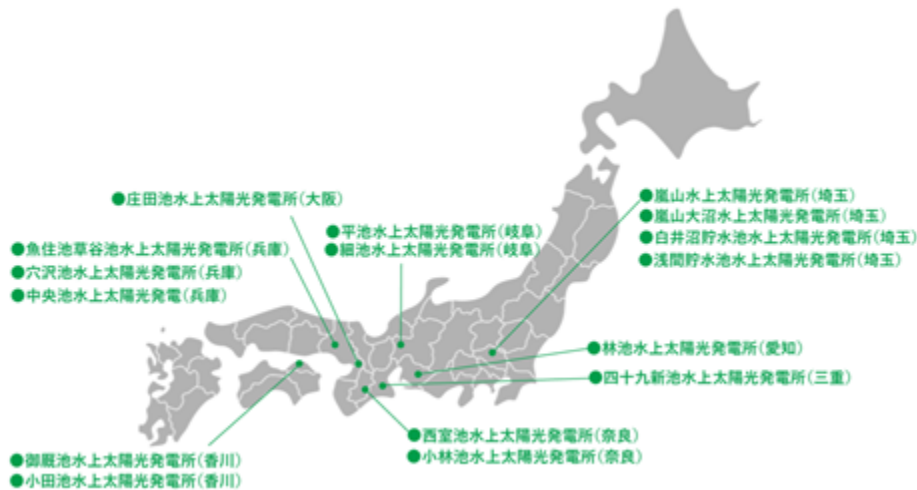 ●庄田池水上太陽光発電所(大阪)
●魚住池草谷池水上太陽光発電所(兵庫)
●穴沢池水上太陽光発電所(兵庫)
●中央池水上太陽光発電(兵庫)
●平池水上太陽光発電所(岐阜)
●細池水上太陽光発電所(岐阜)
●嵐山水上太陽光発電所(埼玉)
●嵐山大沼水上太陽光発電所(埼玉)
●白井沼貯水池水上太陽光発電所(埼玉)
●浅間貯水池水上太陽光発電所(埼玉)
●林池水上太陽光発電所(愛知)
●四十九新池水上太陽光発電所(三重)
●西室池水上太陽光発電所(奈良)
●小林池水上太陽光発電所(奈良)
●御厩池水上太陽光発電所(香川)
●小田池水上太陽光発電所(香川)